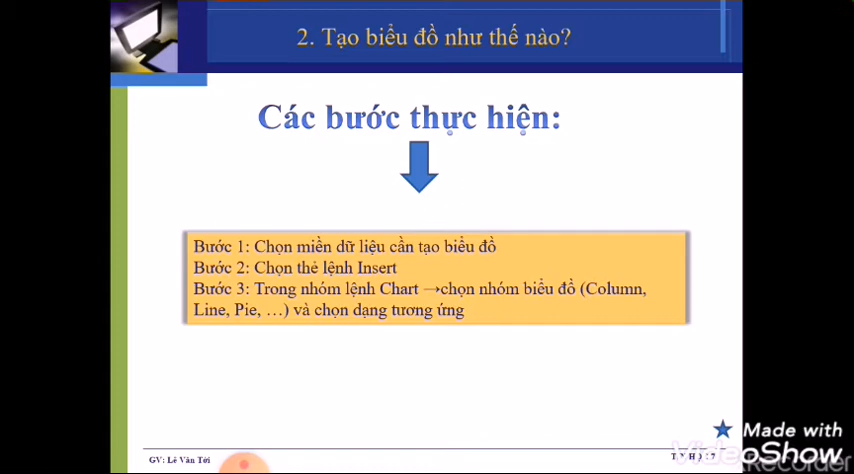 2. Tạo biểu đồ như thế nào?
Các bước thực hiện:
Bước 1: Chọn miền dữ liệu cần tạo biểu đồ
Bước 2: Chọn thẻ lệnh Insert
Bước 3: Trong nhóm lệnh Chart →chọn nhóm biểu đồ (Column,
Line, Pie, …) và chọn dạng tương ứng
GV: Lê Văn Tới
Made with
VideoShow